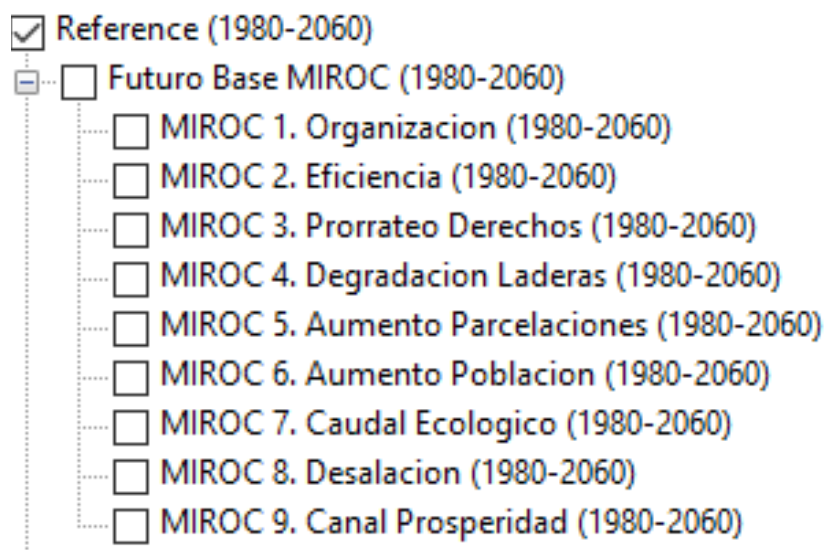 Reference (1980-2060)
Futuro Base MIROC (1980-2060)
MIROC 1. Organizacion (1980-2060)
MIROC 2. Eficiencia (1980-2060)
MIROC 3. Prorrateo Derechos (1980-2060)
MIROC 4. Degradacion Laderas (1980-2060)
MIROC 5. Aumento Parcelaciones (1980-2060)
MIROC 6. Aumento Poblacion (1980-2060)
MIROC 7. Caudal Ecologico (1980-2060)
MIROC 8. Desalacion (1980-2060)
MIROC 9. Canal Prosperidad (1980-2060)